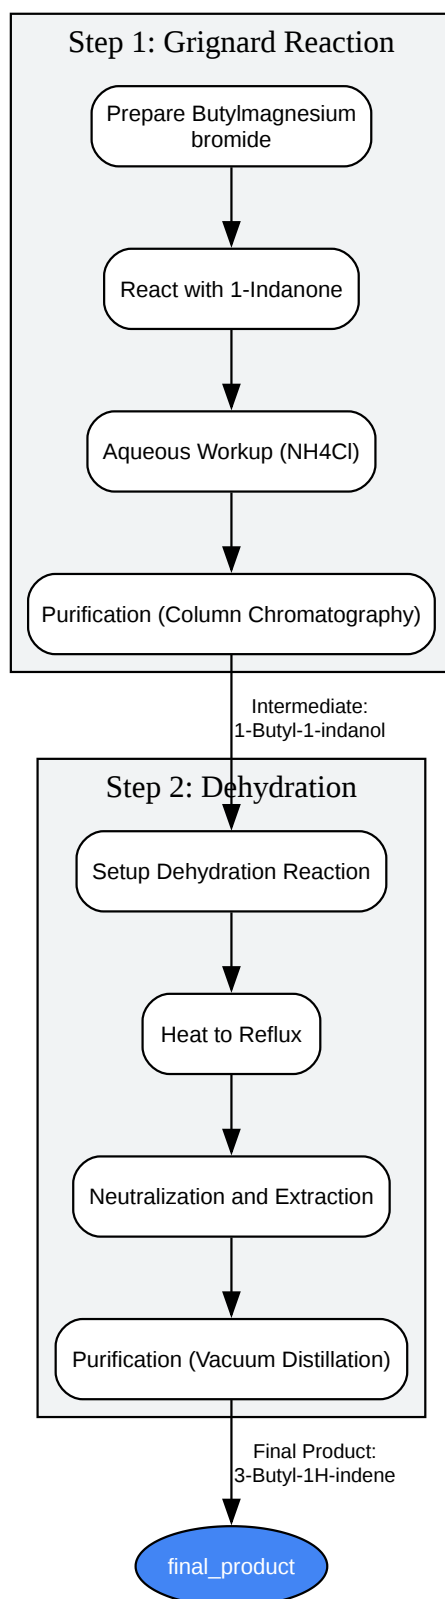 Step 1: Grignard Reaction
Prepare Butylmagnesium
bromide
React with 1-Indanone
Aqueous Workup (NH4Cl)
Purification (Column Chromatography)
Intermediate:
1-Butyl-1-indanol
Step 2: Dehydration
Setup Dehydration Reaction
Heat to Reflux
Neutralization and Extraction
Purification (Vacuum Distillation)
Final Product:
3-Butyl-1H-indene
final_product